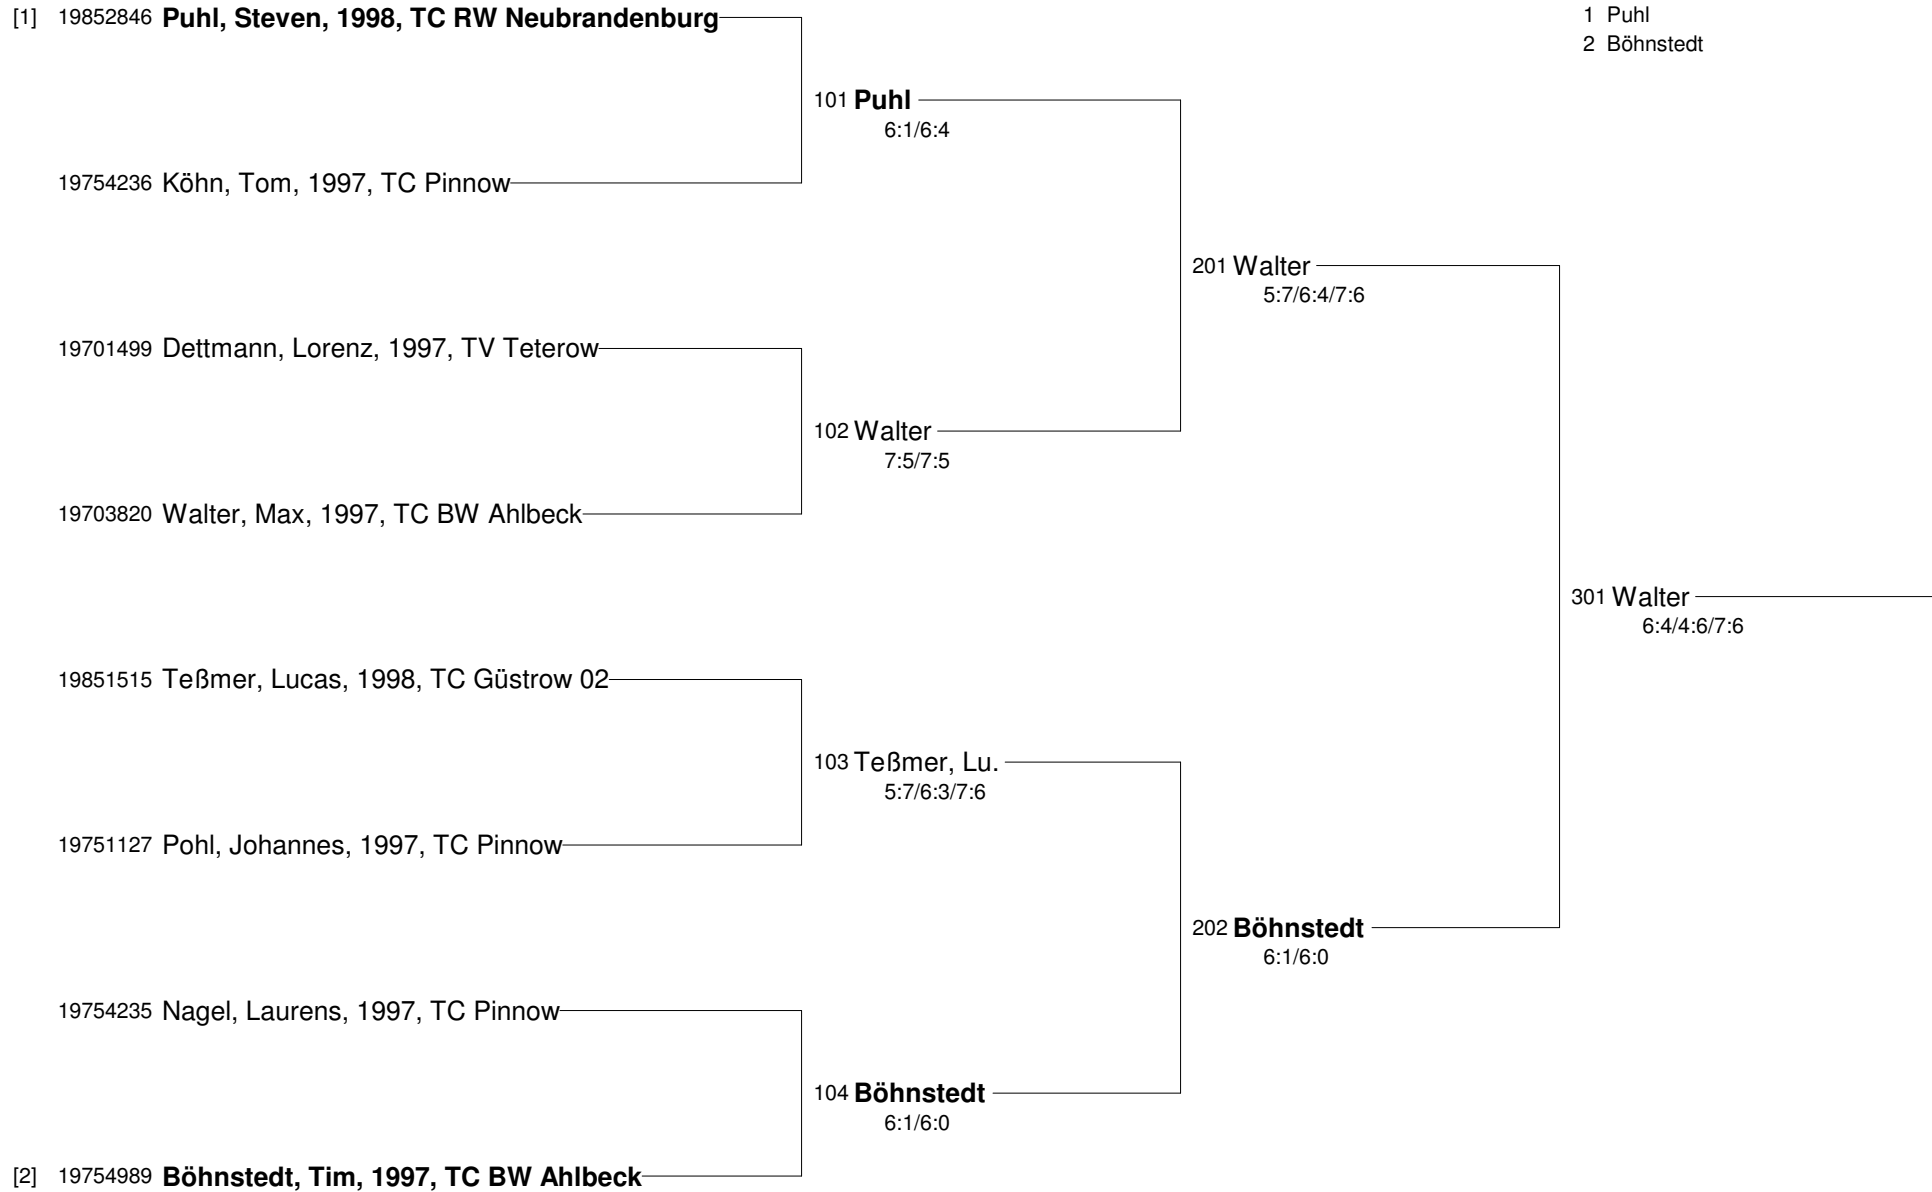 [1] 19852846 Puhl, Steven, 1998, TC RW Neubrandenburg
1 Puhl
2 Böhnstedt
101 Puhl
6:1/6:4
19754236 Köhn, Tom, 1997, TC Pinnow
201 Walter
5:7/6:4/7:6
19701499 Dettmann, Lorenz, 1997, TV Teterow
102 Walter
7:5/7:5
19703820 Walter, Max, 1997, TC BW Ahlbeck
301 Walter
6:4/4:6/7:6
19851515 Teßmer, Lucas, 1998, TC Güstrow 02
103 Teßmer, Lu.
5:7/6:3/7:6
19751127 Pohl, Johannes, 1997, TC Pinnow
202 Böhnstedt
6:1/6:0
19754235 Nagel, Laurens, 1997, TC Pinnow
104 Böhnstedt
6:1/6:0
[2] 19754989 Böhnstedt, Tim, 1997, TC BW Ahlbeck